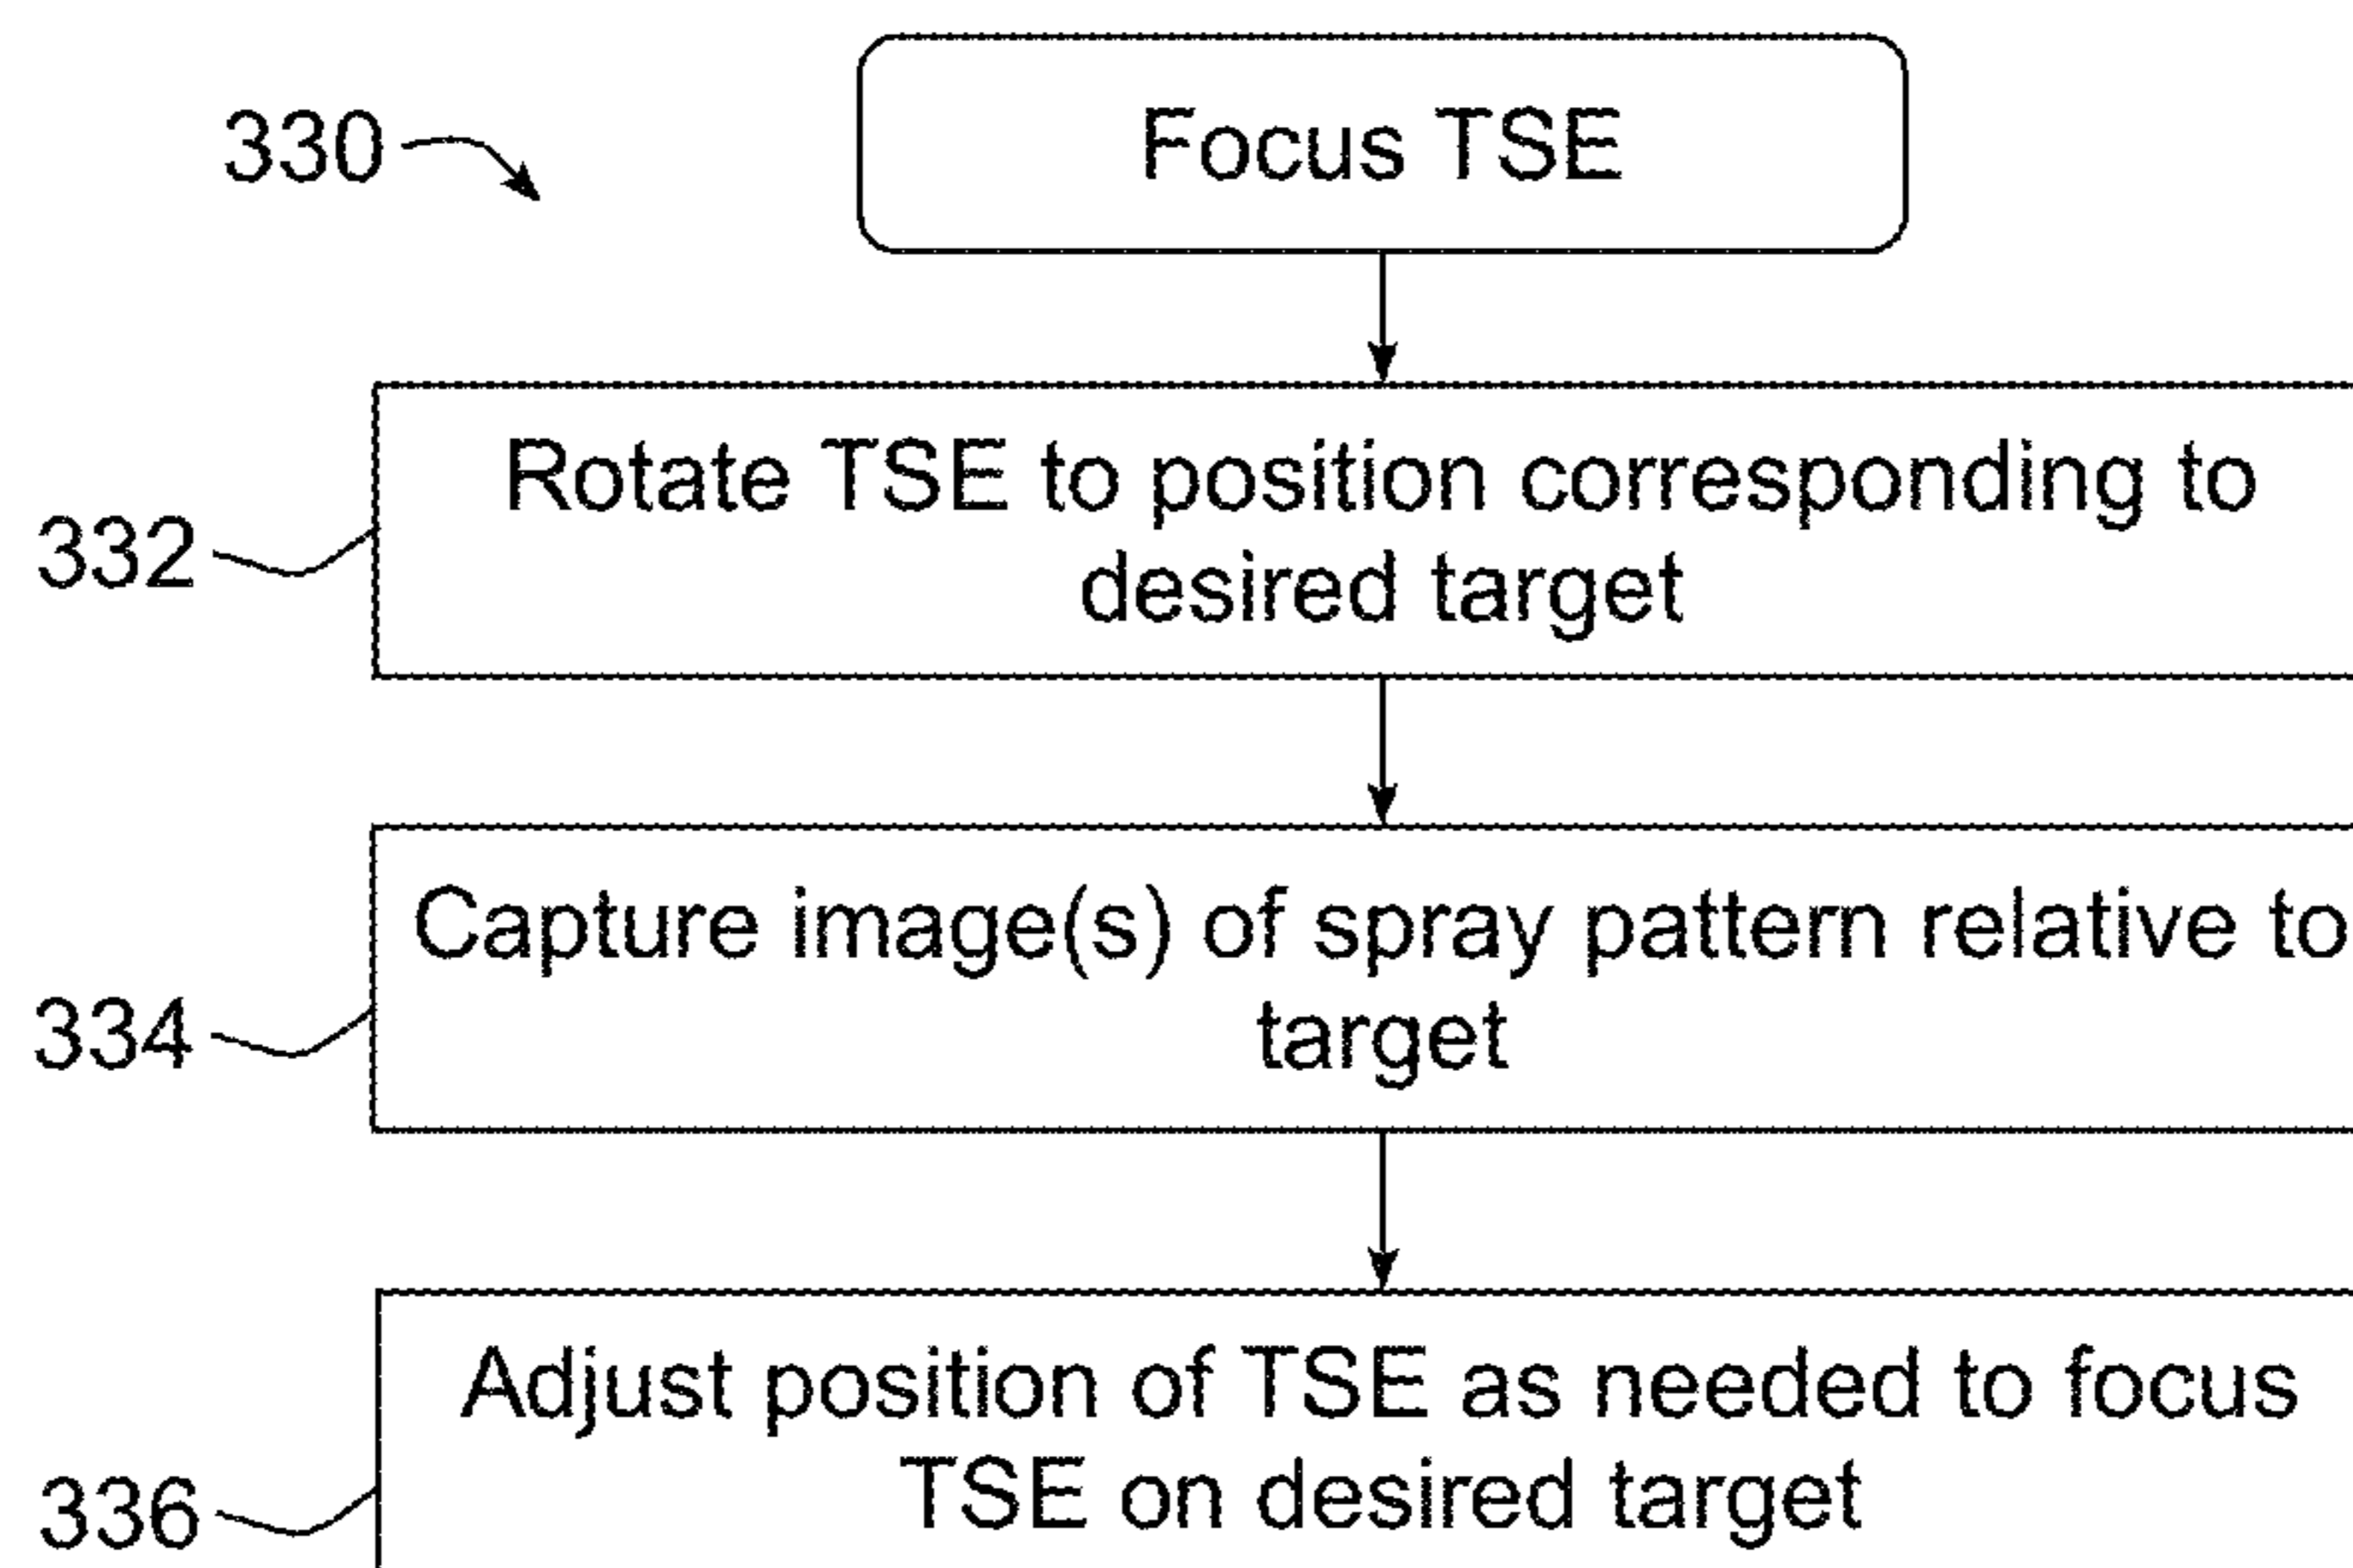 330
Focus TSE
Rotate TSE to position corresponding to
desired target
332
Capture image(s) of spray pattern relative to
target
334
Adjust position of TSE as needed to focus
TSE on desired target
336